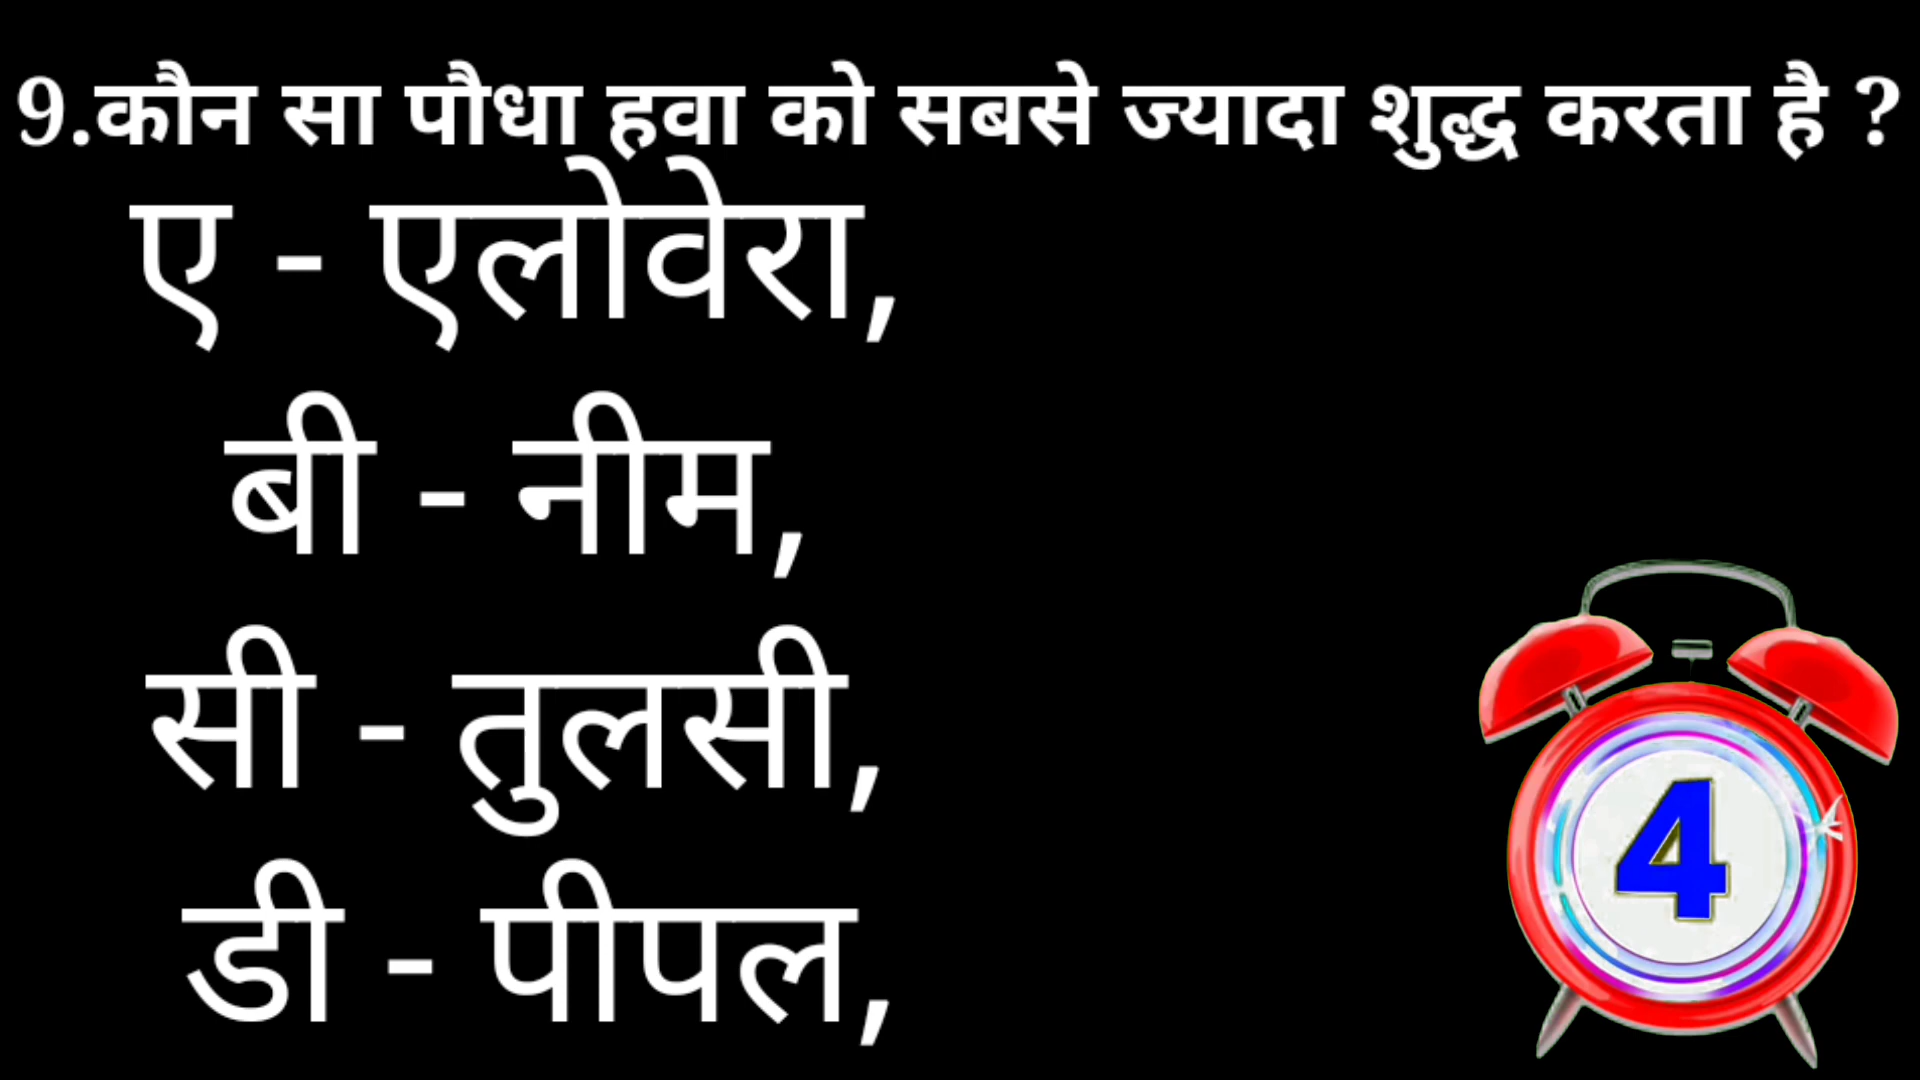 9.कौन सा पौधा हवा को सबसे ज्यादा शुद्ध करता है ?
ए - एलोवेरा,
बी - नीम,
सी - तुलसी,
डी - पीपल,
4